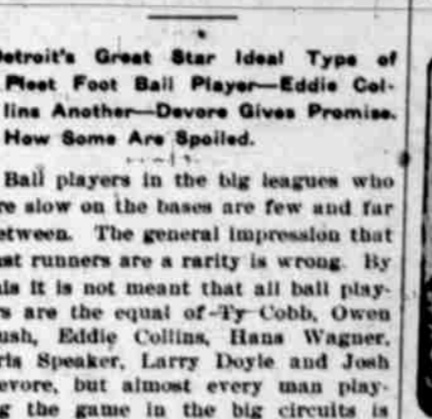 Detroit's Great Star Ideal Type of
Fleet Foot Ball Player—Eddie Col-
lins Another—Devore Gives Promise.
How Some Are Spoiled.
Ball players in the big leagues who
re slow on the bases are few and far
etween. The general impression that
ast runners are a rarity is wrong. By
his it is not meant that all ball play-
rs are the equal of Ty Cobb, Owen
ush, Eddie Collins, Hans Wagner,
ris Speaker, Larry Doyle and Josh
evore, but almost every man play-
g the game in the big circuits is